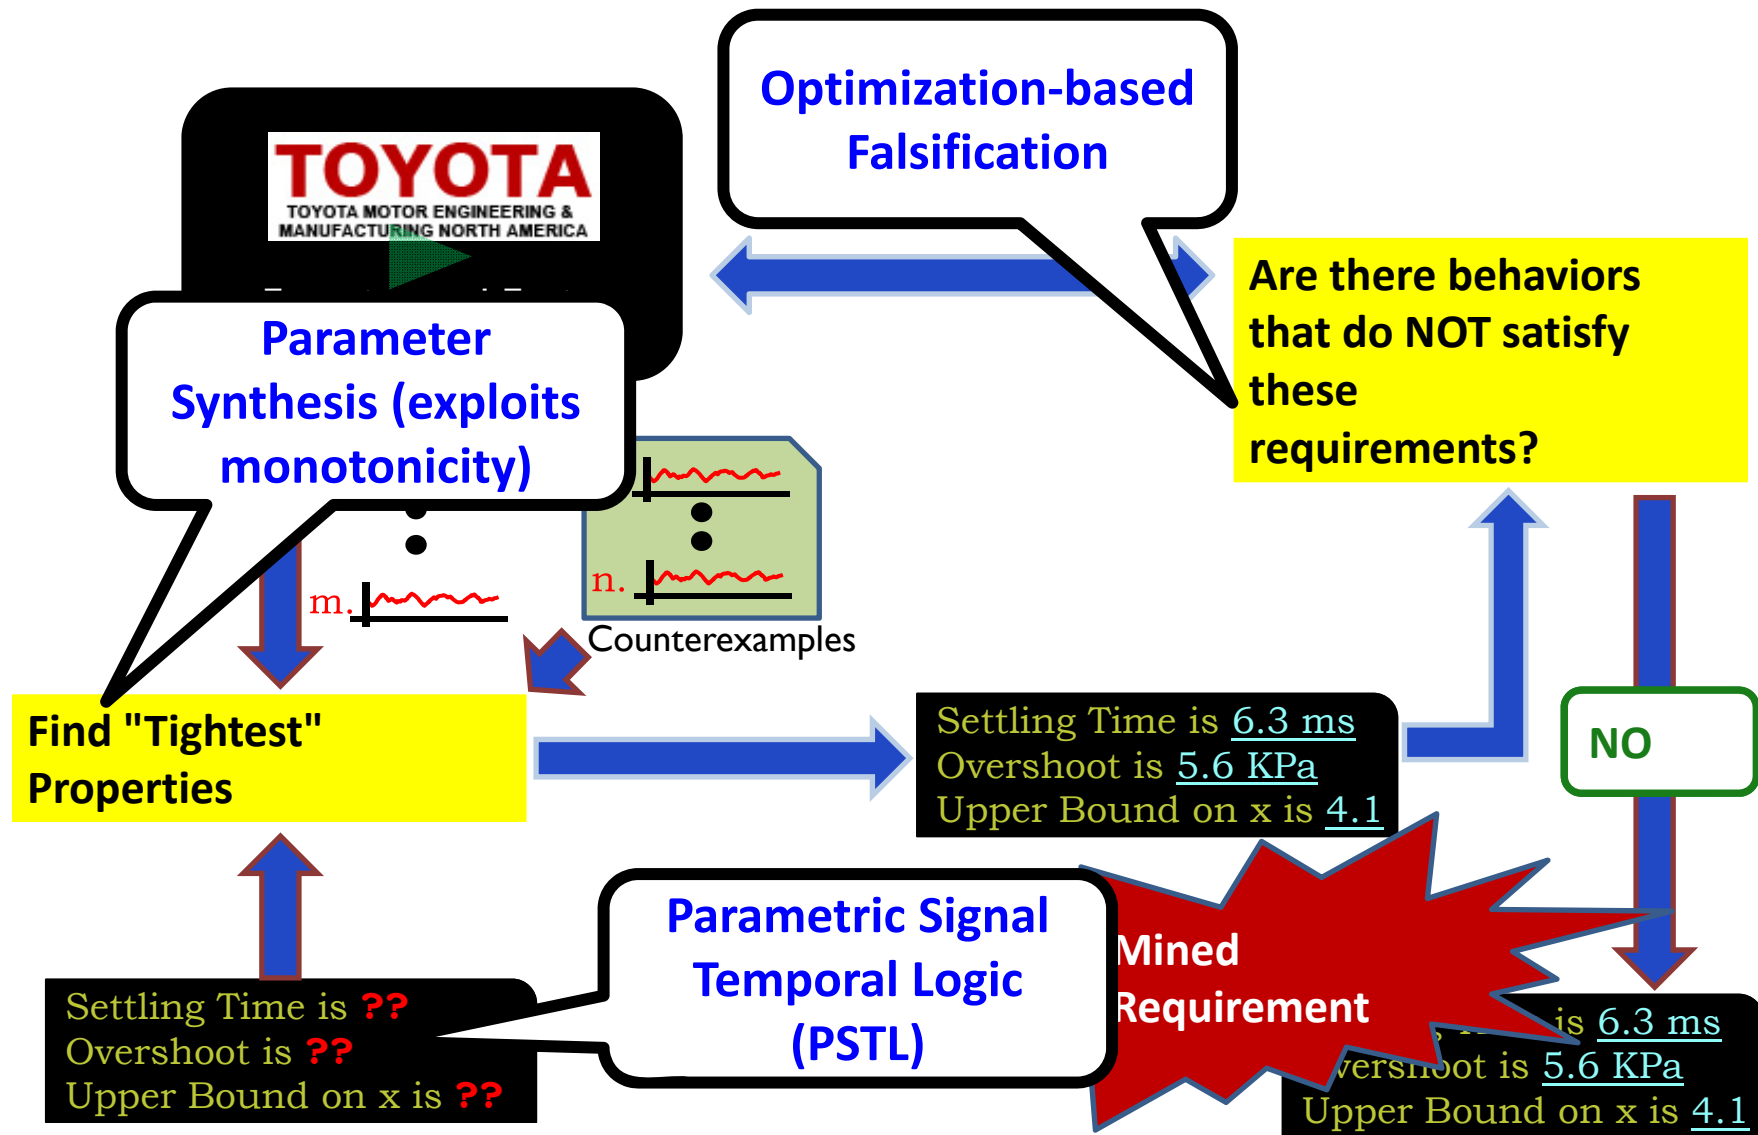 Optimization-based
Falsification
TOYOTA
TOYOTA MOTOR ENGINEERING &
MANUFACTURING NORTH AMERICA
Are there behaviors
that do NOT satisfy
these
requirements?
Parameter
Synthesis (exploits
monotonicity)
n.
m.
Counterexamples
Find "Tightest"
Properties
Settling Time is 6.3 ms
Overshoot is 5.6 KPa
Upper Bound on x is 4.1
NO
Parametric Signal
Temporal Logic
(PSTL)
Mined
Requirement
Settling Time is ??
Overshoot is ??
Upper Bound on x is ??
is 6.3 ms
is 5.6 KPa
Upper Bound on x is 4.1